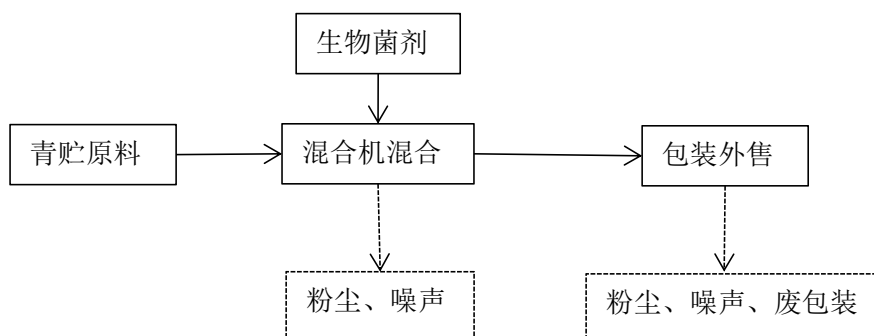 生物菌剂
青贮原料
混合机混合
包装外售
粉尘、噪声
粉尘、噪声、废包装